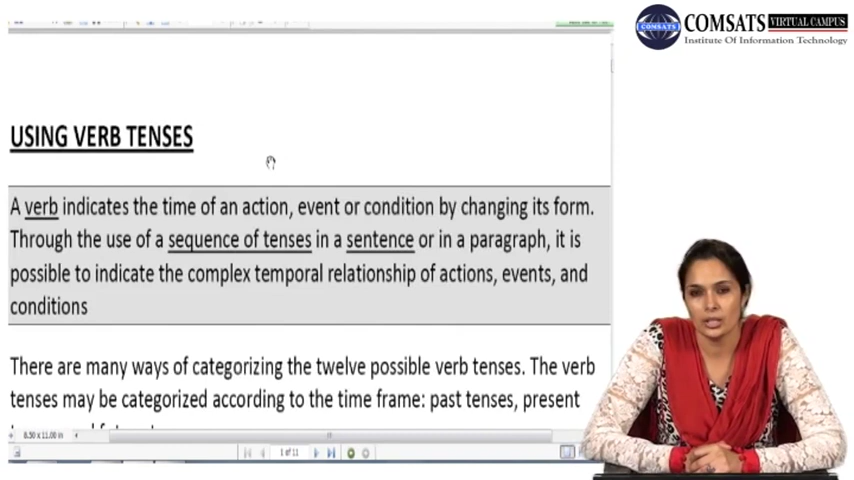 COMSATS VIRTUAL CAMPUS
COMSATS
Institute Of Information Technology
USING VERB TENSES
A verb indicates the time of an action, event or condition by changing its form.
Through the use of a sequence of tenses in a sentence or in a paragraph, it is
possible to indicate the complex temporal relationship of actions, events, and
conditions
There are many ways of categorizing the twelve possible verb tenses. The verb
tenses may be categorized according to the time frame: past tenses, present
8.50 x 11.00 in
1 of 11